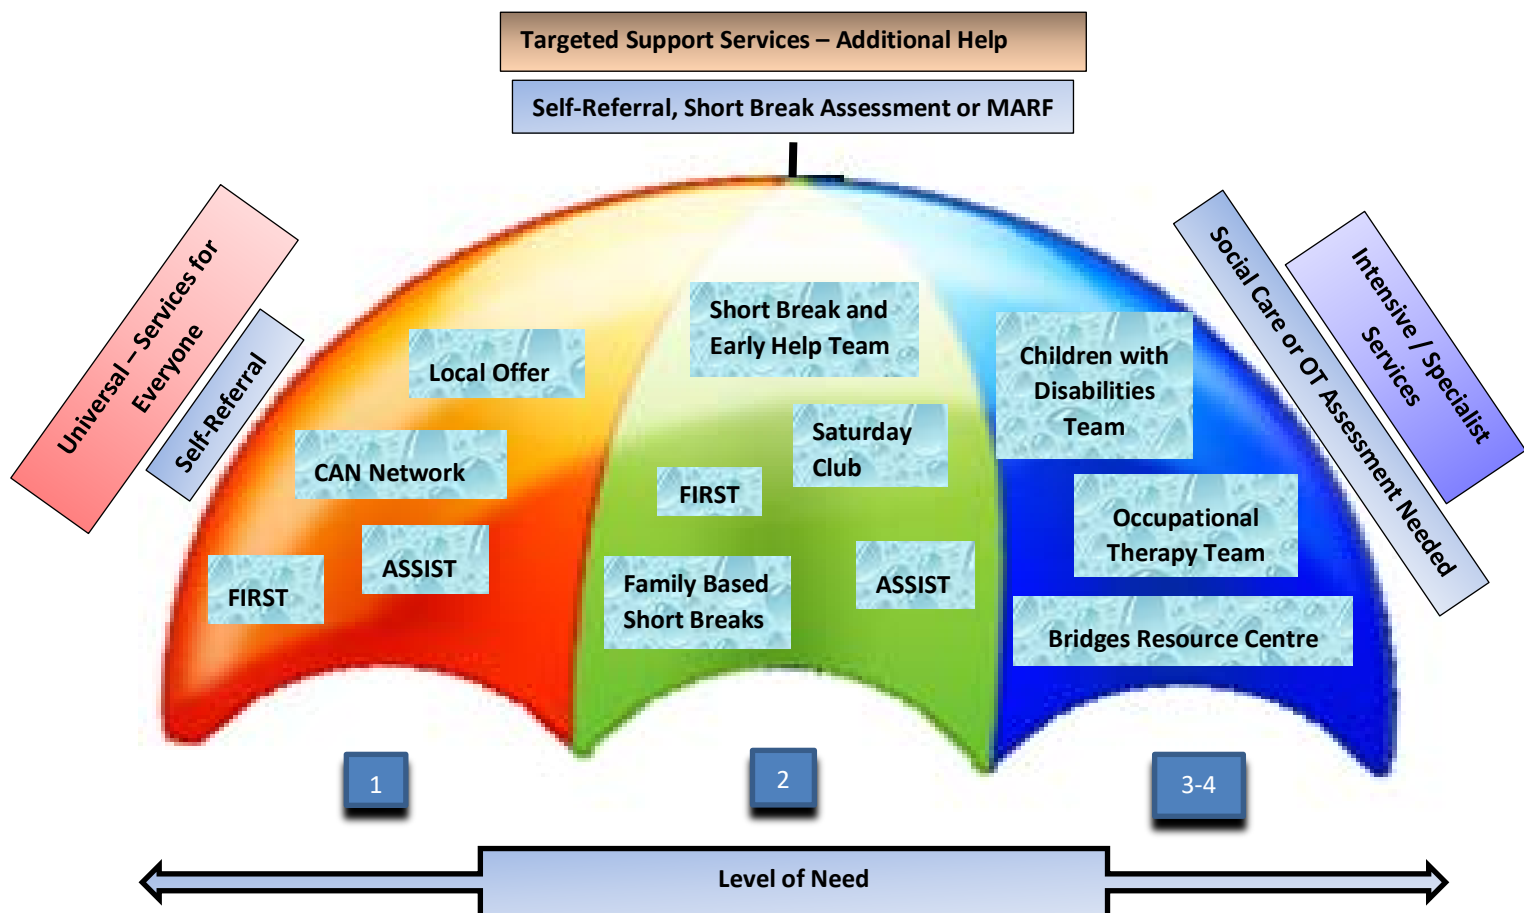 Targeted Support Services – Additional Help
Self-Referral, Short Break Assessment or MARF
Universal – Services for
Everyone
Self-Referral
Local Offer
CAN Network
ASSIST
FIRST
Short Break and
Early Help Team
Saturday
Club
FIRST
Family Based
Short Breaks
ASSIST
Children with
Disabilities
Team
Occupational
Therapy Team
Bridges Resource Centre
Social Care or OT Assessment Needed
Intensive / Specialist
Services
1
2
3-4
Level of Need